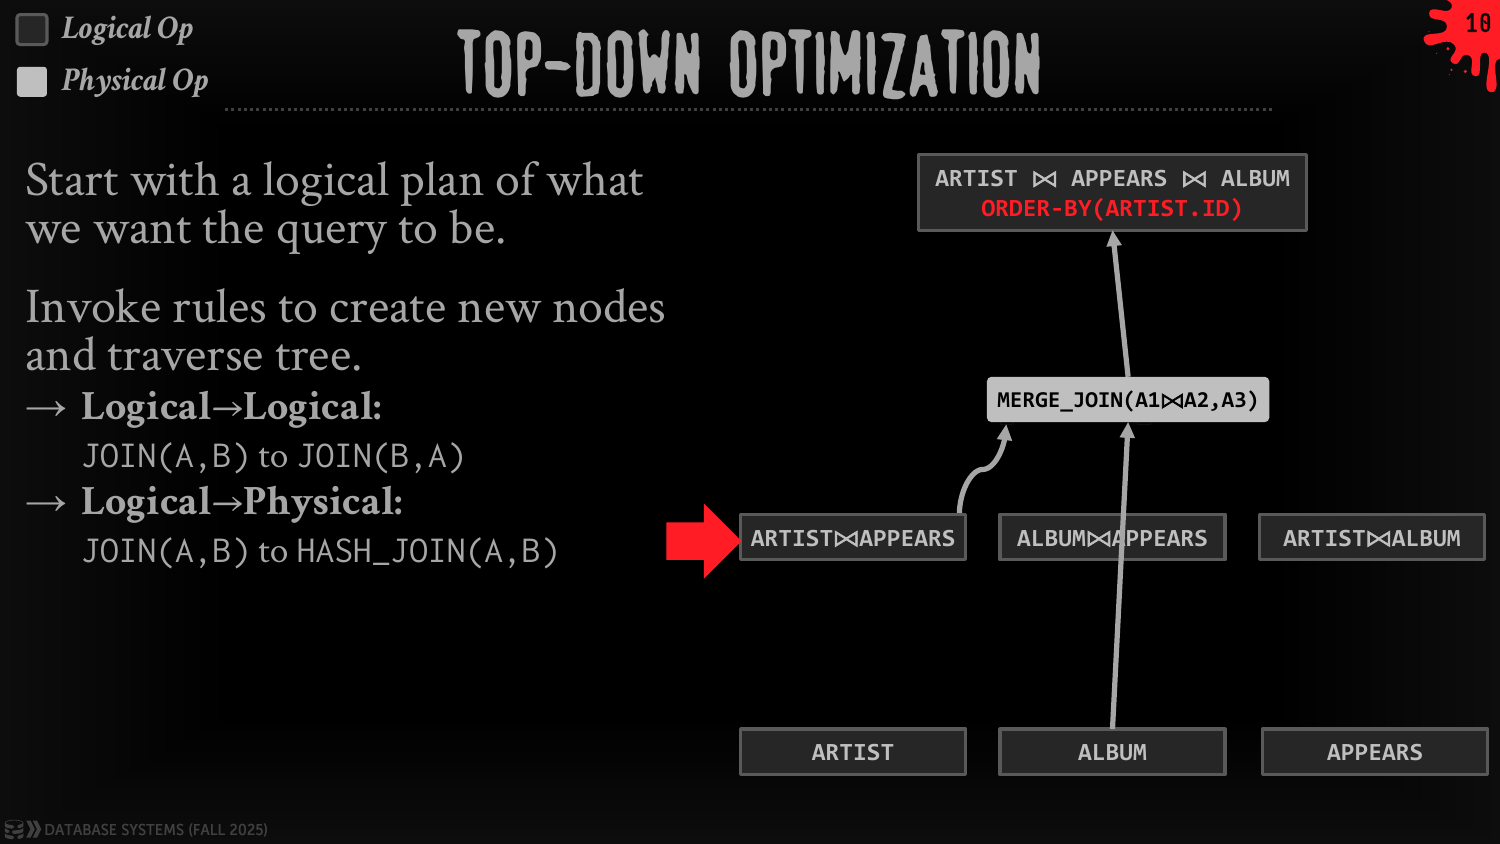 Logical Op
Physical Op
TOP-DOWN OPTIMIZATION
10
Start with a logical plan of what
we want the query to be.
Invoke rules to create new nodes
and traverse tree.
→ Logical→Logical:
JOIN(A,B) to JOIN(B,A)
→ Logical→Physical:
JOIN(A,B) to HASH_JOIN(A,B)
ARTIST ⋈ APPEARS ⋈ ALBUM
ORDER-BY(ARTIST.ID)
MERGE_JOIN(A1⋈A2,A3)
ARTIST⋈APPEARS
ALBUM⋈APPEARS
ARTIST⋈ALBUM
ARTIST
ALBUM
APPEARS
DATABASE SYSTEMS (FALL 2025)